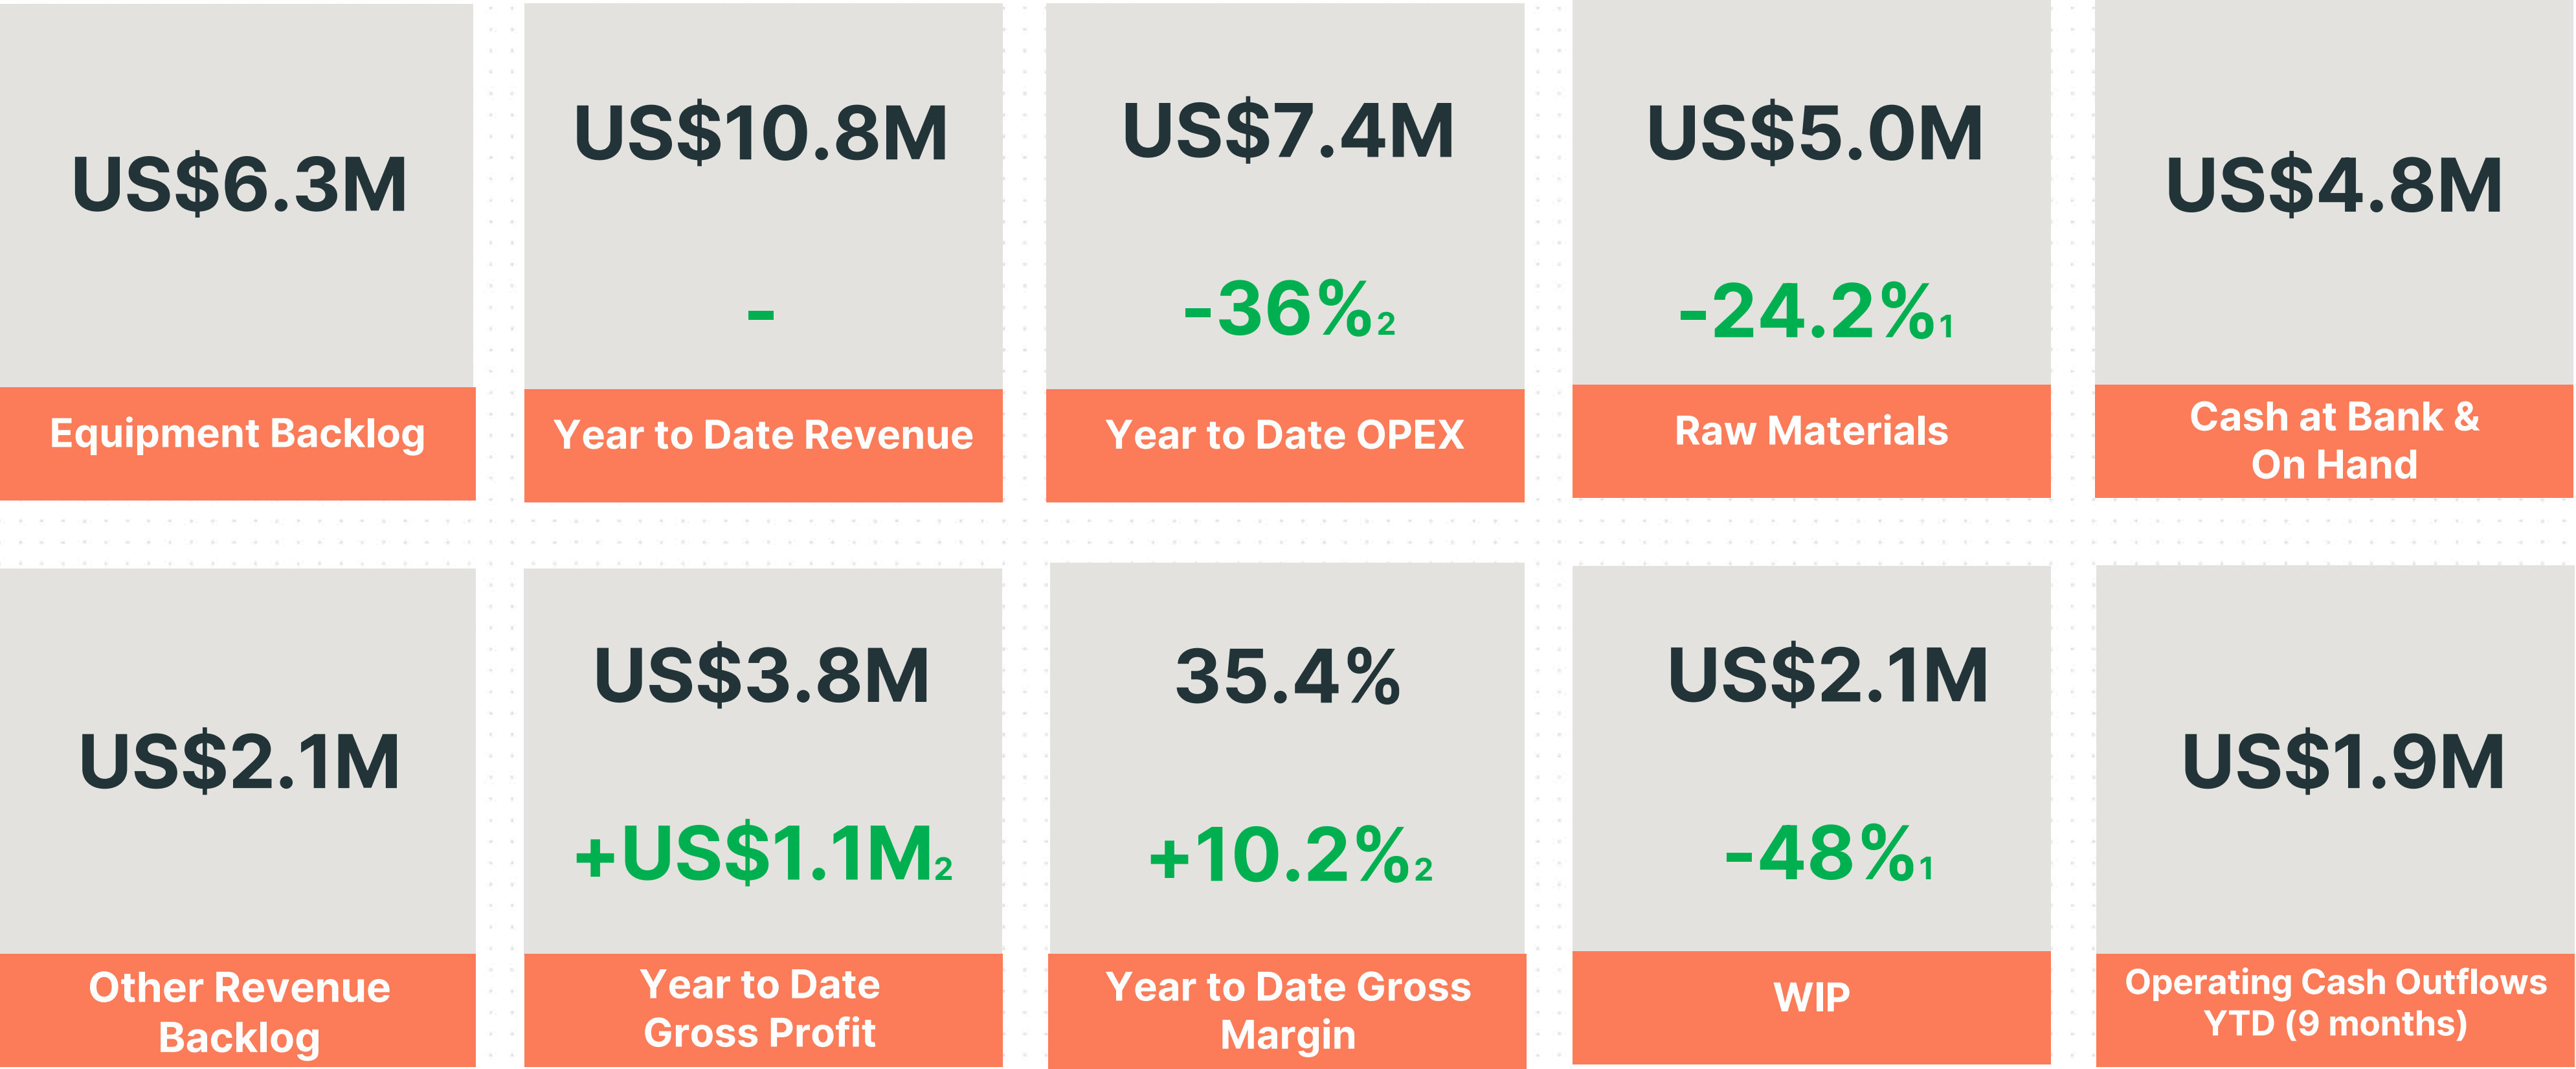 US$6.3M
Equipment Backlog
US$10.8M
-
Year to Date Revenue
US$7.4M
-36%2
Year to Date OPEX
US$5.0M
-24.2%1
Raw Materials
US$4.8M
Cash at Bank &
On Hand
US$2.1M
Other Revenue
Backlog
US$3.8M
+US$1.1M2
Year to Date
Gross Profit
35.4%
+10.2%2
Year to Date Gross
Margin
US$2.1M
-48%1
WIP
US$1.9M
Operating Cash Outflows
YTD (9 months)